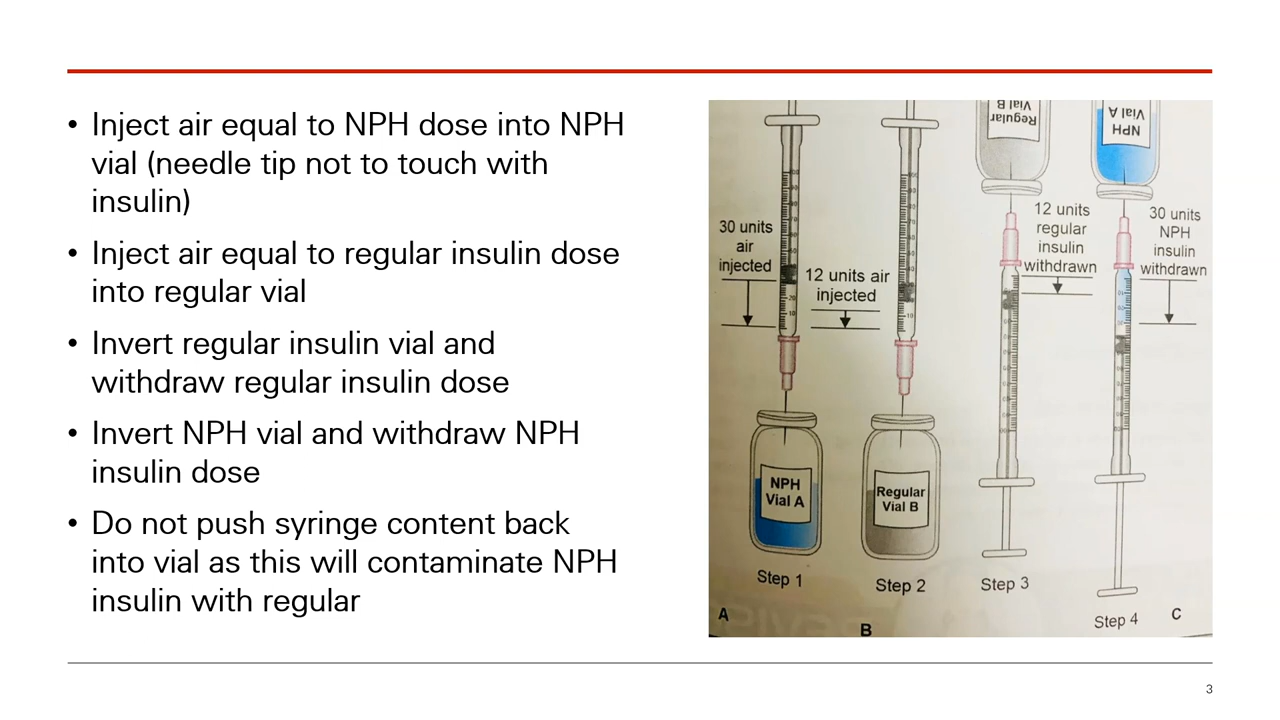 • Inject air equal to NPH dose into NPH
vial (needle tip not to touch with
insulin)
• Inject air equal to regular insulin dose
into regular vial
• Invert regular insulin vial and
withdraw regular insulin dose
• Invert NPH vial and withdraw NPH
insulin dose
• Do not push syringe content back
into vial as this will contaminate NPH
insulin with regular
30 units
air
injected
12 units air
injected
12 units
regular
insulin
withdrawn
30 units
NPH
insulin
withdrawn
Regular
Vial B
NPH
Vial A
NPH
Vial A
Regular
Vial B
Step 1
Step 2
Step 3
Step 4
A
B
C
3